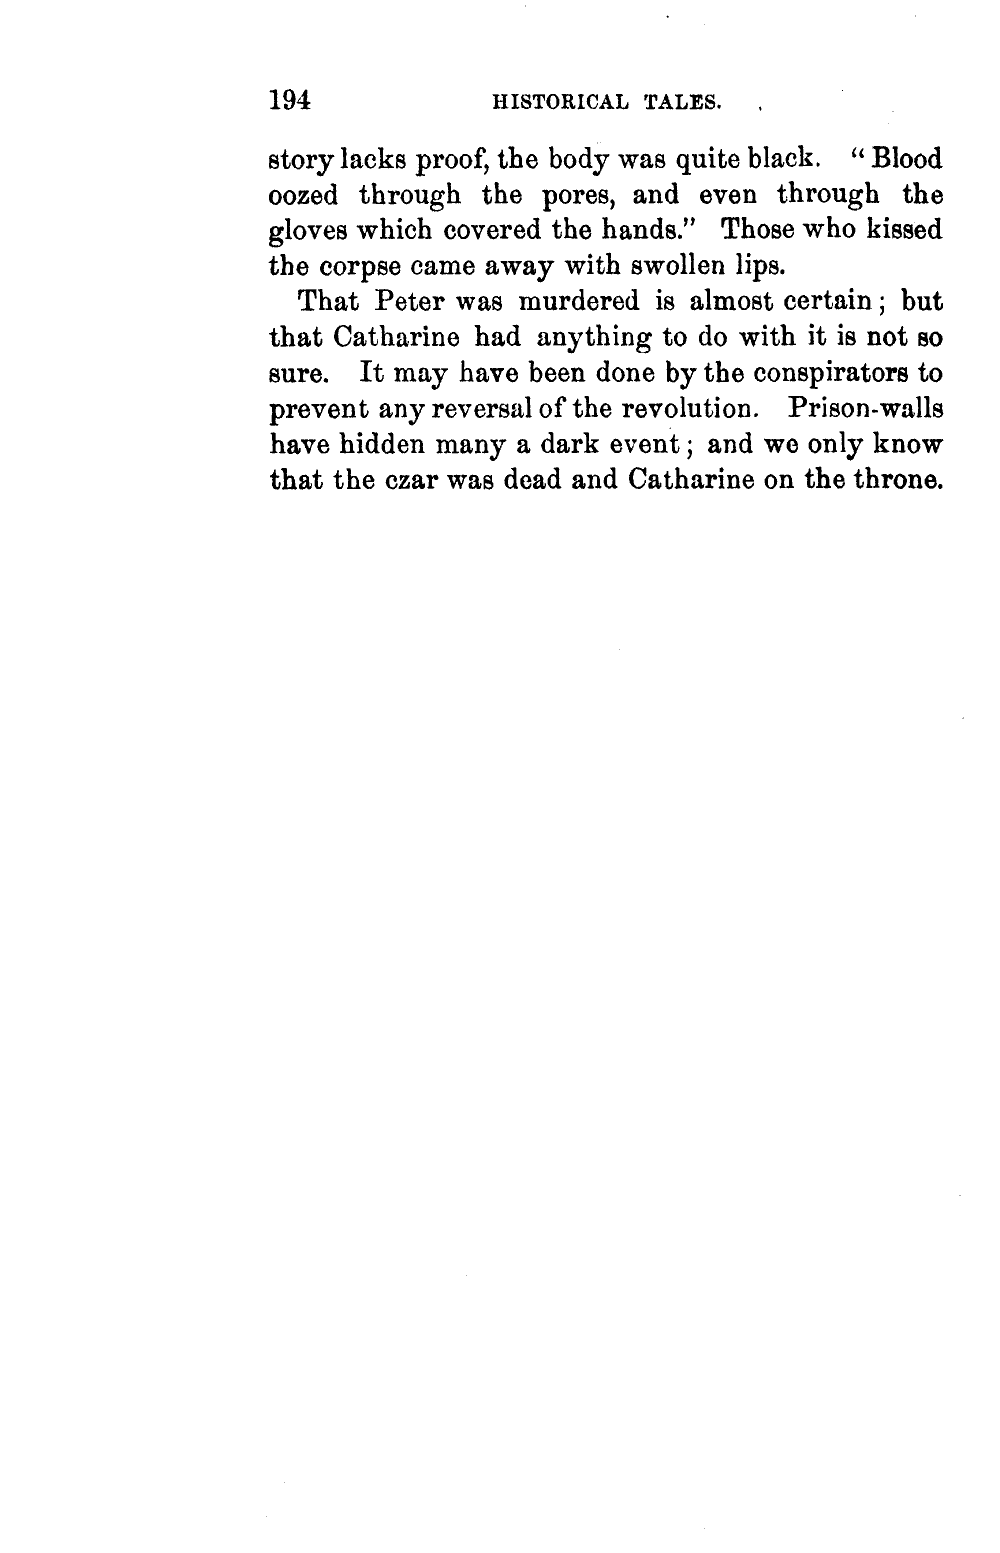 194 HISTORICAL TALES.
story lacks proof, the body was quite black. “Blood
oozed through the pores, and even through the
gloves which covered the hands.” Those who kissed
the corpse came away with swollen lips.
That Peter was murdered is almost certain; but
that Catharine had anything to do with it is not so
sure. It may have been done by the conspirators to
prevent any reversal of the revolution. Prison-walls
have hidden many a dark event; and we only know
that the czar was dead and Catharine on the throne.